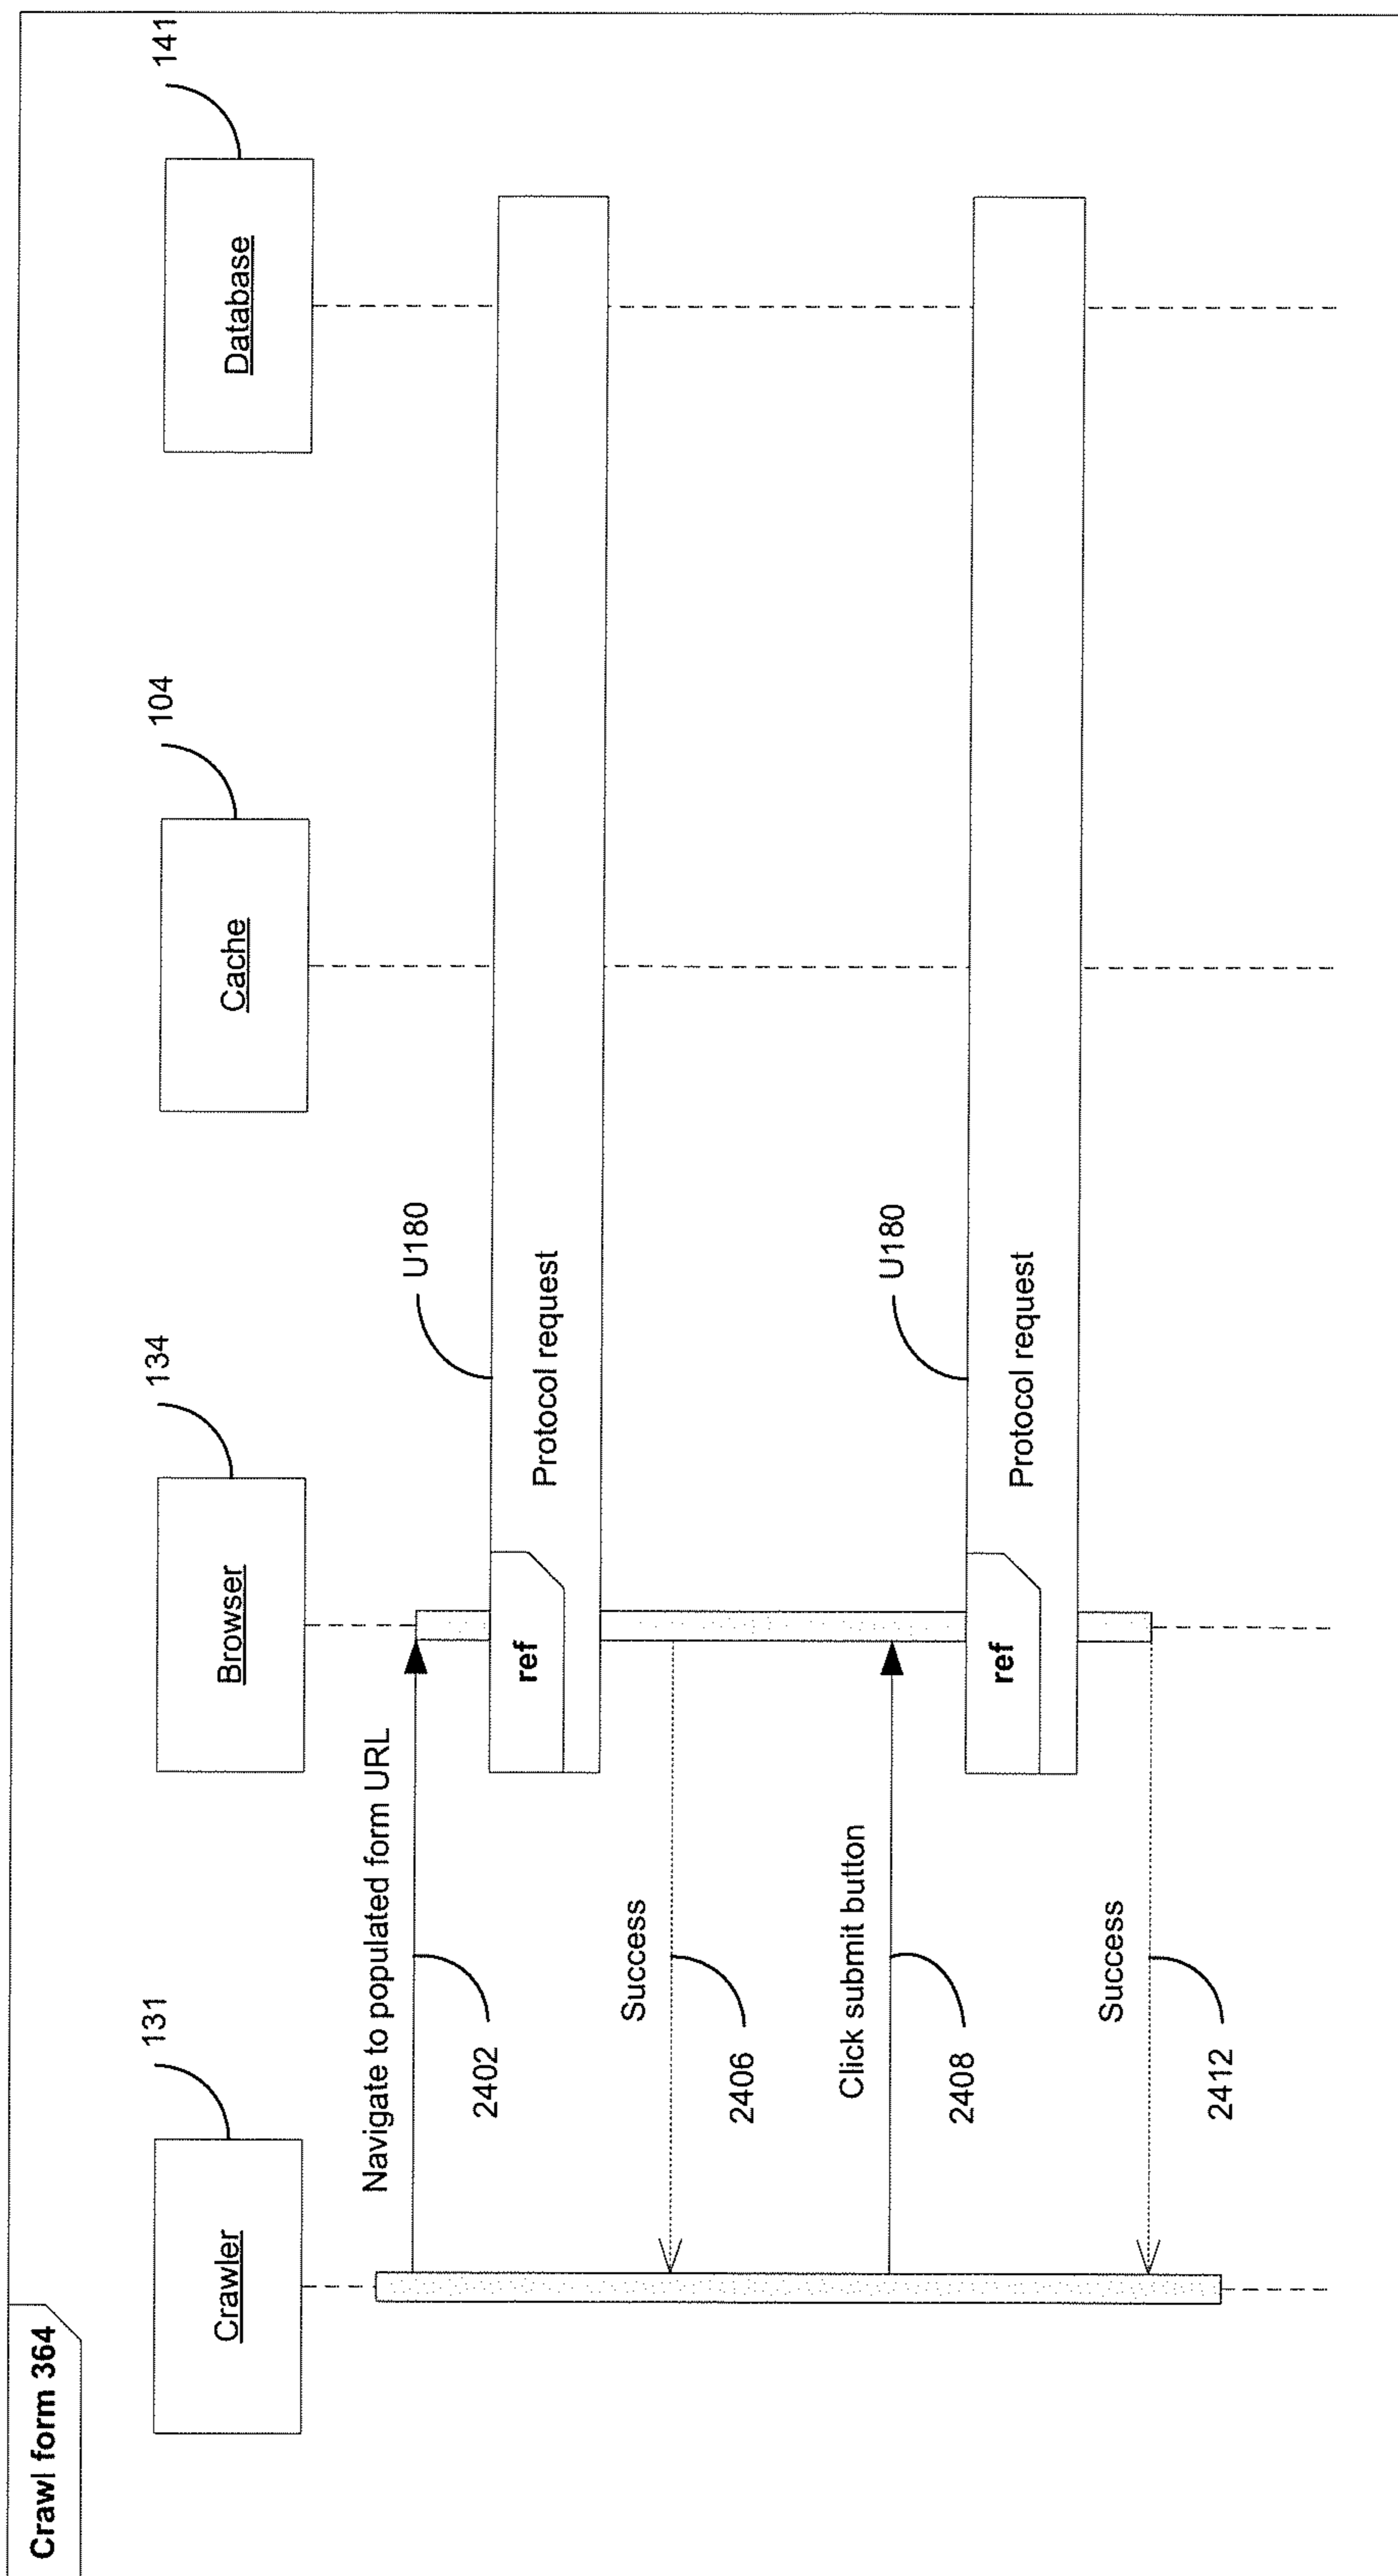 Crawl form 364
131
134
104
141
Crawler
Browser
Cache
Database
Navigate to populated form URL
2402
U180
ref
Protocol request
Success
2406
Click submit button
2408
U180
ref
Protocol request
Success
2412